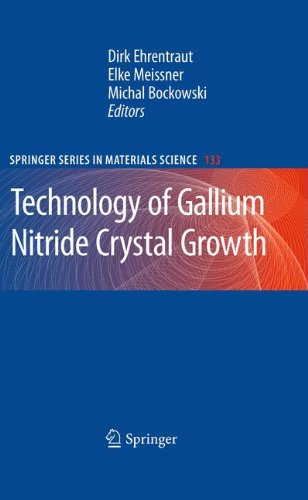 Dirk Ehrentraut
Elke Meissner
Michal Bockowski
Editors
SPRINGER SERIES IN MATERIALS SCIENCE 133
Technology of Gallium
Nitride Crystal Growth
Springer